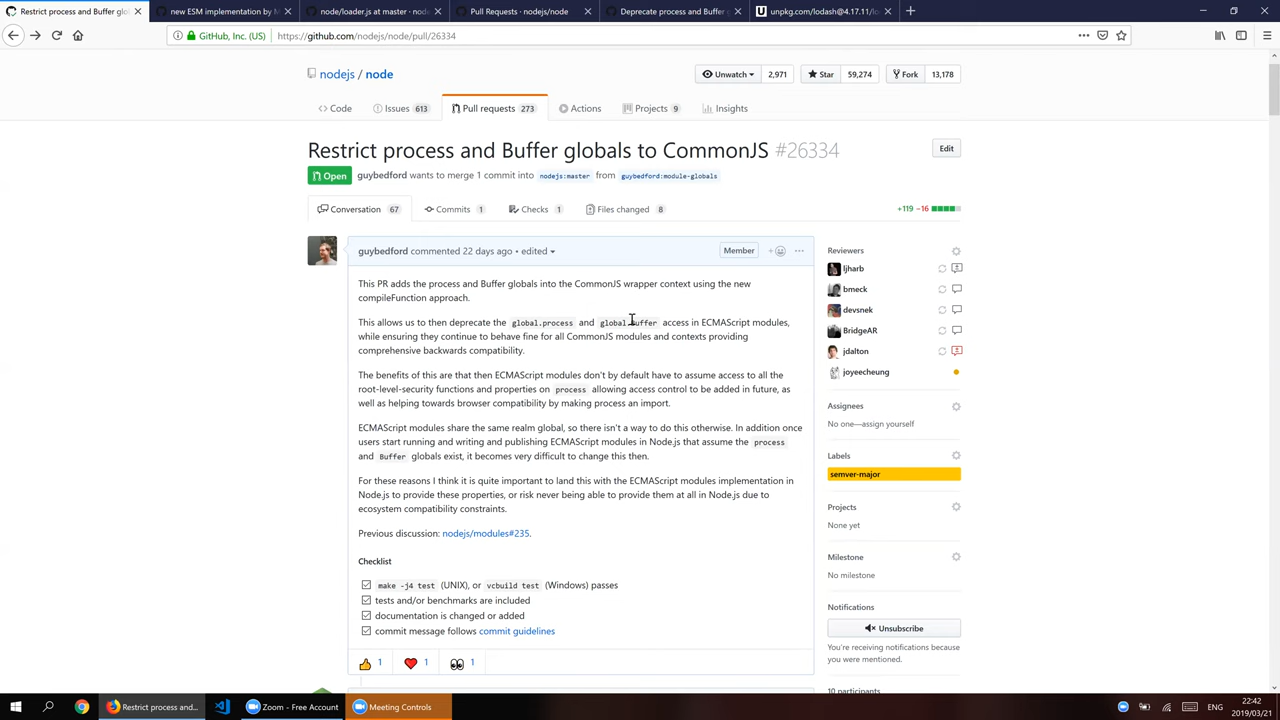 Restrict process and Buffer gl
new ESM implementation by M
node/loader.js at master · node
Pull Requests · nodejs/node
Deprecate process and Buffer g
unpkg.com/lodash@4.17.11/lo
GitHub, Inc. (US)
https://github.com/nodejs/node/pull/26334
nodejs / node
Unwatch 2,971
Star 59,274
Fork 13,178
Code
Issues 613
Pull requests 273
Actions
Projects 9
Insights
Restrict process and Buffer globals to CommonJS #26334
Edit
Open guybedford wants to merge 1 commit into nodejs:master from guybedford:module-globals
Conversation 67
Commits 1
Checks 1
Files changed 8
+119 −16
guybedford commented 22 days ago • edited
Member
This PR adds the process and Buffer globals into the CommonJS wrapper context using the new
compileFunction approach.
This allows us to then deprecate the global.process and global.Buffer access in ECMAScript modules,
while ensuring they continue to behave fine for all CommonJS modules and contexts providing
comprehensive backwards compatibility.
The benefits of this are that then ECMAScript modules don't by default have to assume access to all the
root-level-security functions and properties on process allowing access control to be added in future, as
well as helping towards browser compatibility by making process an import.
ECMAScript modules share the same realm global, so there isn't a way to do this otherwise. In addition once
users start running and writing and publishing ECMAScript modules in Node.js that assume the process
and Buffer globals exist, it becomes very difficult to change this then.
For these reasons I think it is quite important to land this with the ECMAScript modules implementation in
Node.js to provide these properties, or risk never being able to provide them at all in Node.js due to
ecosystem compatibility constraints.
Previous discussion: nodejs/modules#235.
Checklist
make -j4 test (UNIX), or vcbuild test (Windows) passes
tests and/or benchmarks are included
documentation is changed or added
commit message follows commit guidelines
1
1
1
Reviewers
ljharb
bmeck
devsnek
BridgeAR
jdalton
joyeecheung
Assignees
No one—assign yourself
Labels
semver-major
Projects
None yet
Milestone
No milestone
Notifications
Unsubscribe
You're receiving notifications because
you were mentioned.
10 participants
Restrict process and...
Zoom - Free Account
Meeting Controls
ENG
22:42
2019/03/21